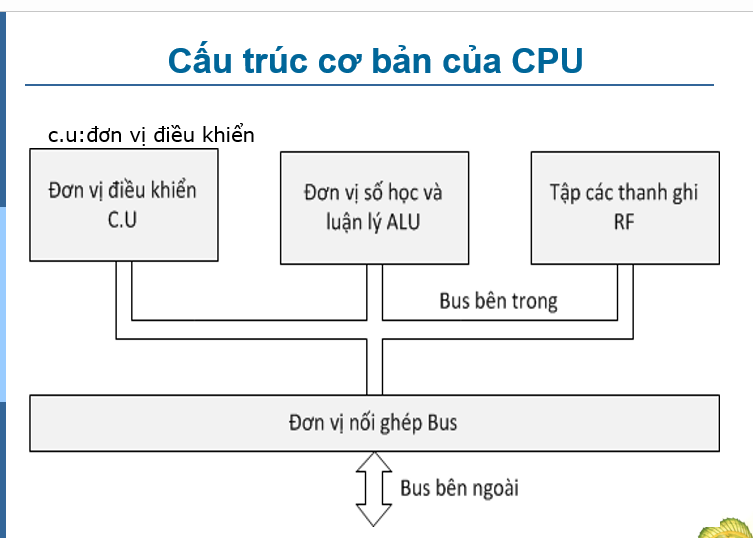 Cấu trúc cơ bản của CPU
c.u:đơn vị điều khiển
Đơn vị điều khiển
C.U
Đơn vị số học và
luận lý ALU
Tập các thanh ghi
RF
Bus bên trong
Đơn vị nối ghép Bus
Bus bên ngoài